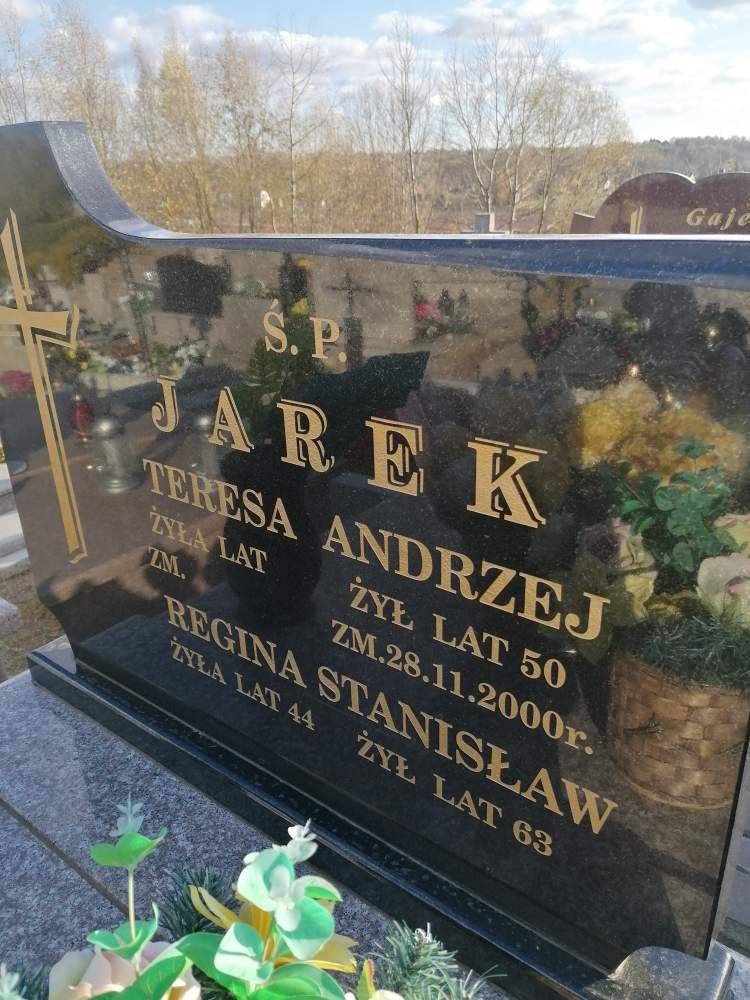 Ś. P.
JAREK
TERESA ANDRZEJ
ŻYŁA LAT ŻYŁ LAT 50
ZM. ZM.28.11.2000r.
REGINA STANISŁAW
ŻYŁA LAT 44 ŻYŁ LAT 63